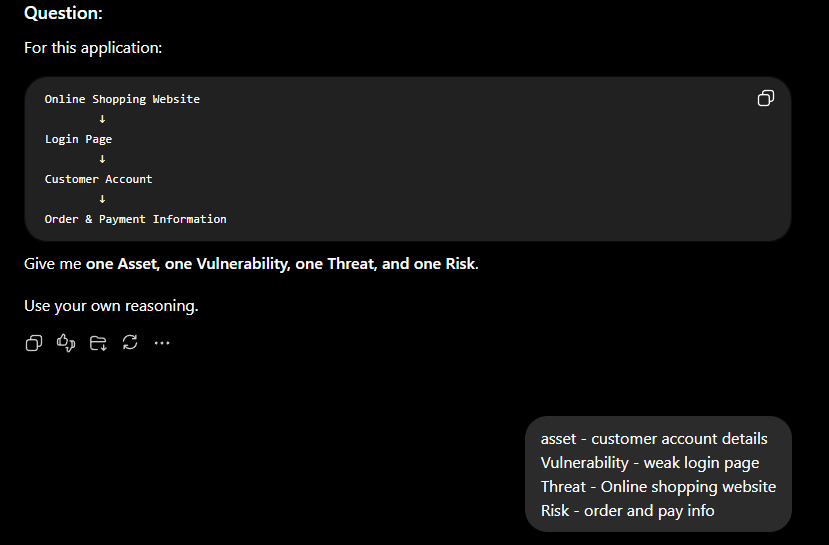 Question:
For this application:
Online Shopping Website
↓
Login Page
↓
Customer Account
↓
Order & Payment Information
Give me one Asset, one Vulnerability, one Threat, and one Risk.
Use your own reasoning.
asset - customer account details
Vulnerability - weak login page
Threat - Online shopping website
Risk - order and pay info